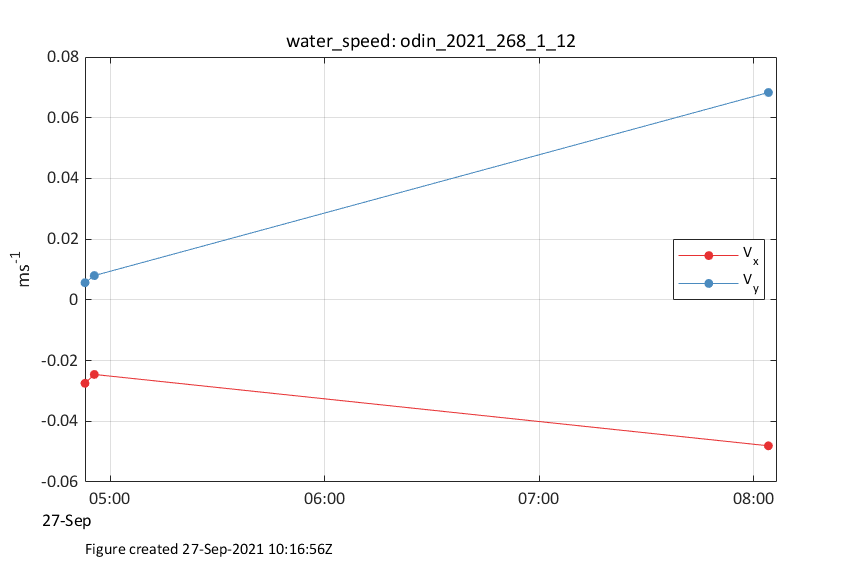 water_speed: odin_2021_268_1_12
0.08
0.06
0.04
0.02
0
-0.02
-0.04
-0.06
ms-1
Vx
Vy
05:00 06:00 07:00 08:00
27-Sep
Figure created 27-Sep-2021 10:16:56Z